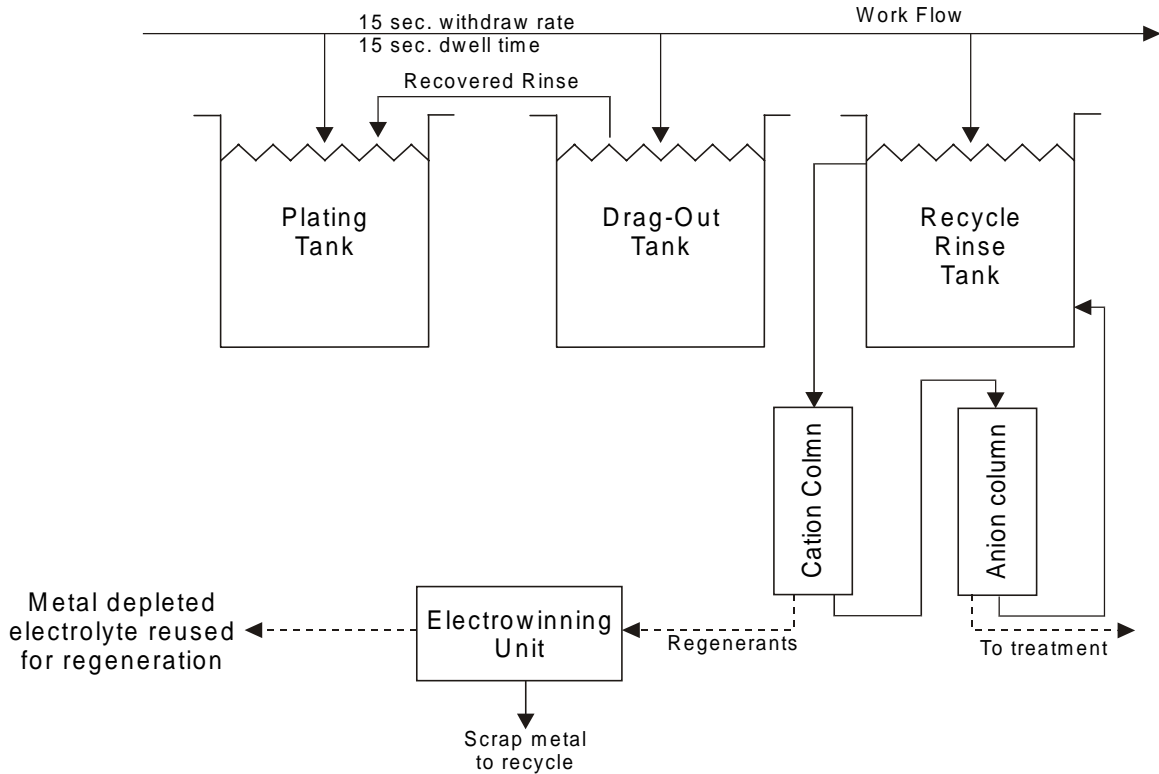 15 sec. withdraw rate
Work Flow
15 sec. dwell time
Recovered Rinse
Plating
Tank
Drag-Out
Tank
Recycle
Rinse
Tank
Cation Colmn
Anion column
Metal depleted
electrolyte reused
for regeneration
Electrowinning
Unit
Regenerants
To treatment
Scrap metal
to recycle